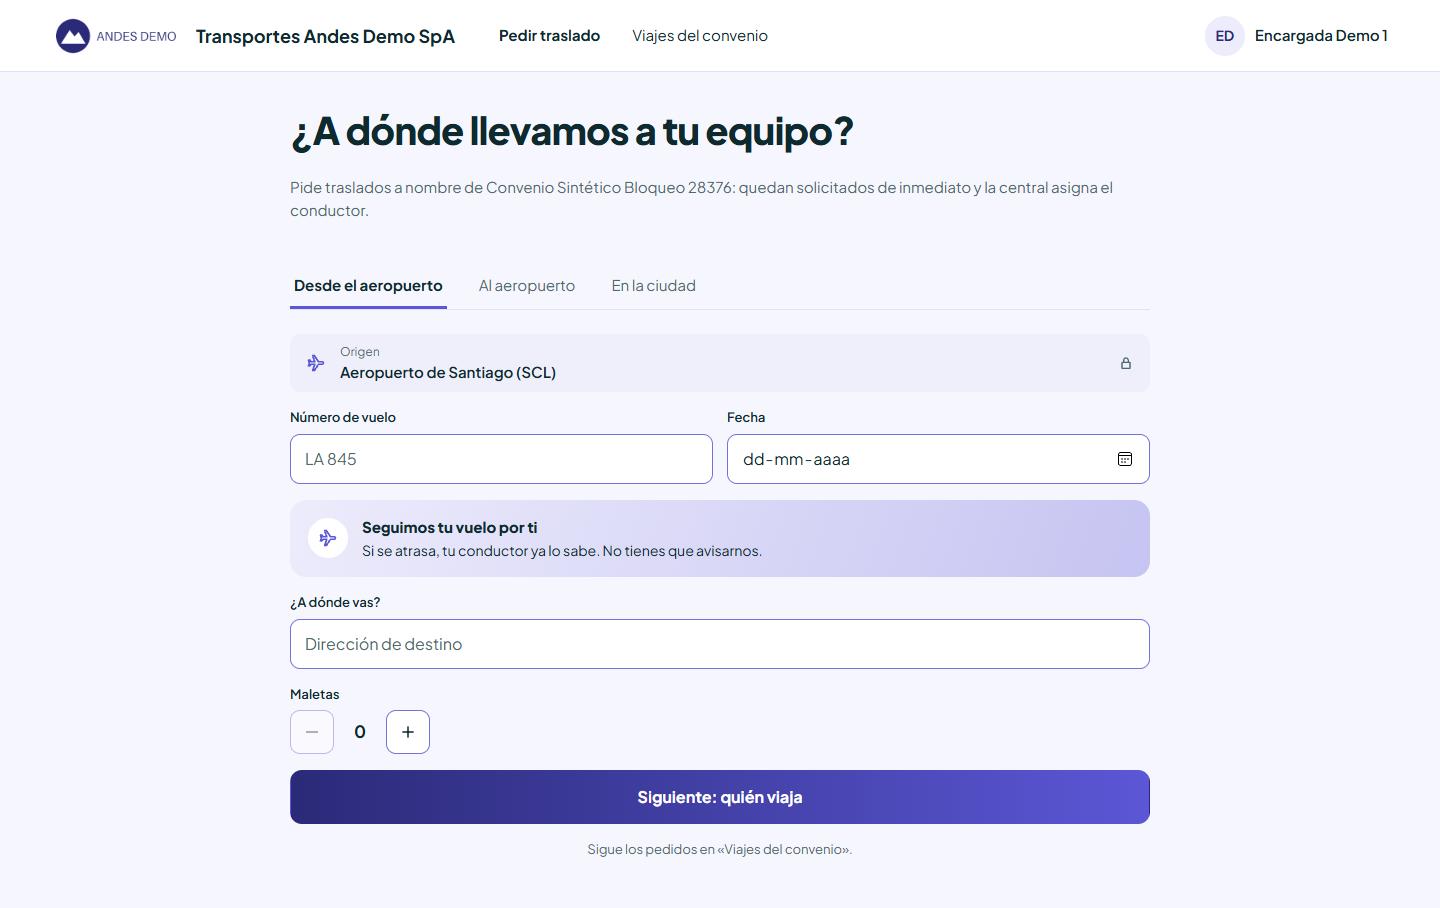 ANDES DEMO
Transportes Andes Demo SpA
Pedir traslado
Viajes del convenio
ED
Encargada Demo 1
¿A dónde llevamos a tu equipo?
Pide traslados a nombre de Convenio Sintético Bloqueo 28376: quedan solicitados de inmediato y la central asigna el
conductor.
Desde el aeropuerto
Al aeropuerto
En la ciudad
Origen
Aeropuerto de Santiago (SCL)
Número de vuelo
Fecha
LA 845
dd-mm-aaaa
Seguimos tu vuelo por ti
Si se atrasa, tu conductor ya lo sabe. No tienes que avisarnos.
¿A dónde vas?
Dirección de destino
Maletas
0
Siguiente: quién viaja
Sigue los pedidos en «Viajes del convenio».